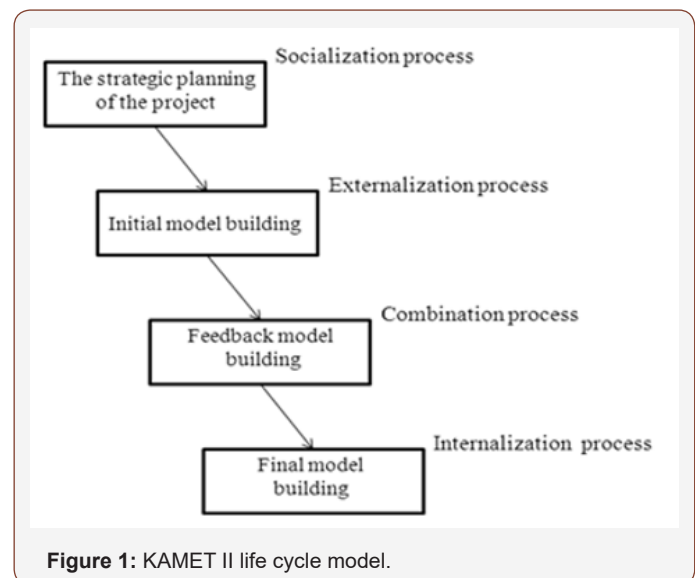 Socialization process
The strategic planning
of the project
Externalization process
Initial model building
Combination process
Feedback model
building
Internalization process
Final model
building
Figure 1: KAMET II life cycle model.